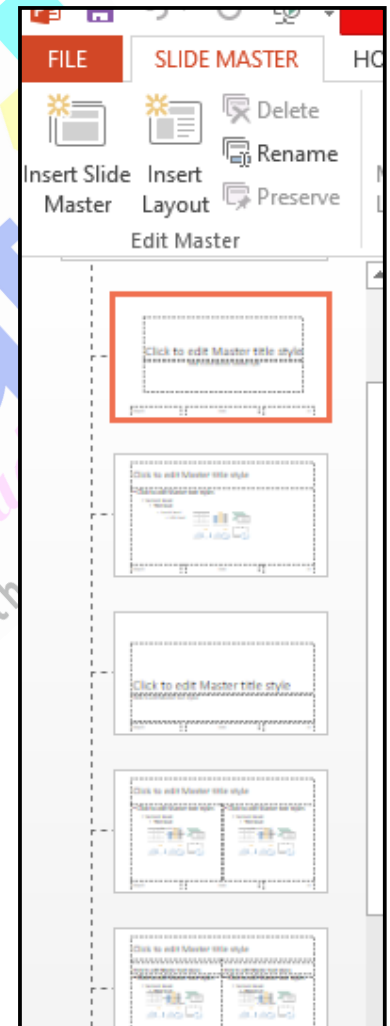 FILE SLIDE MASTER HO
Insert Slide Master
Insert Layout
Delete
Rename
Preserve
Edit Master
Click to edit Master title style
Click to edit Master title style
Click to edit Master title style
Click to edit Master title style
Click to edit Master title style